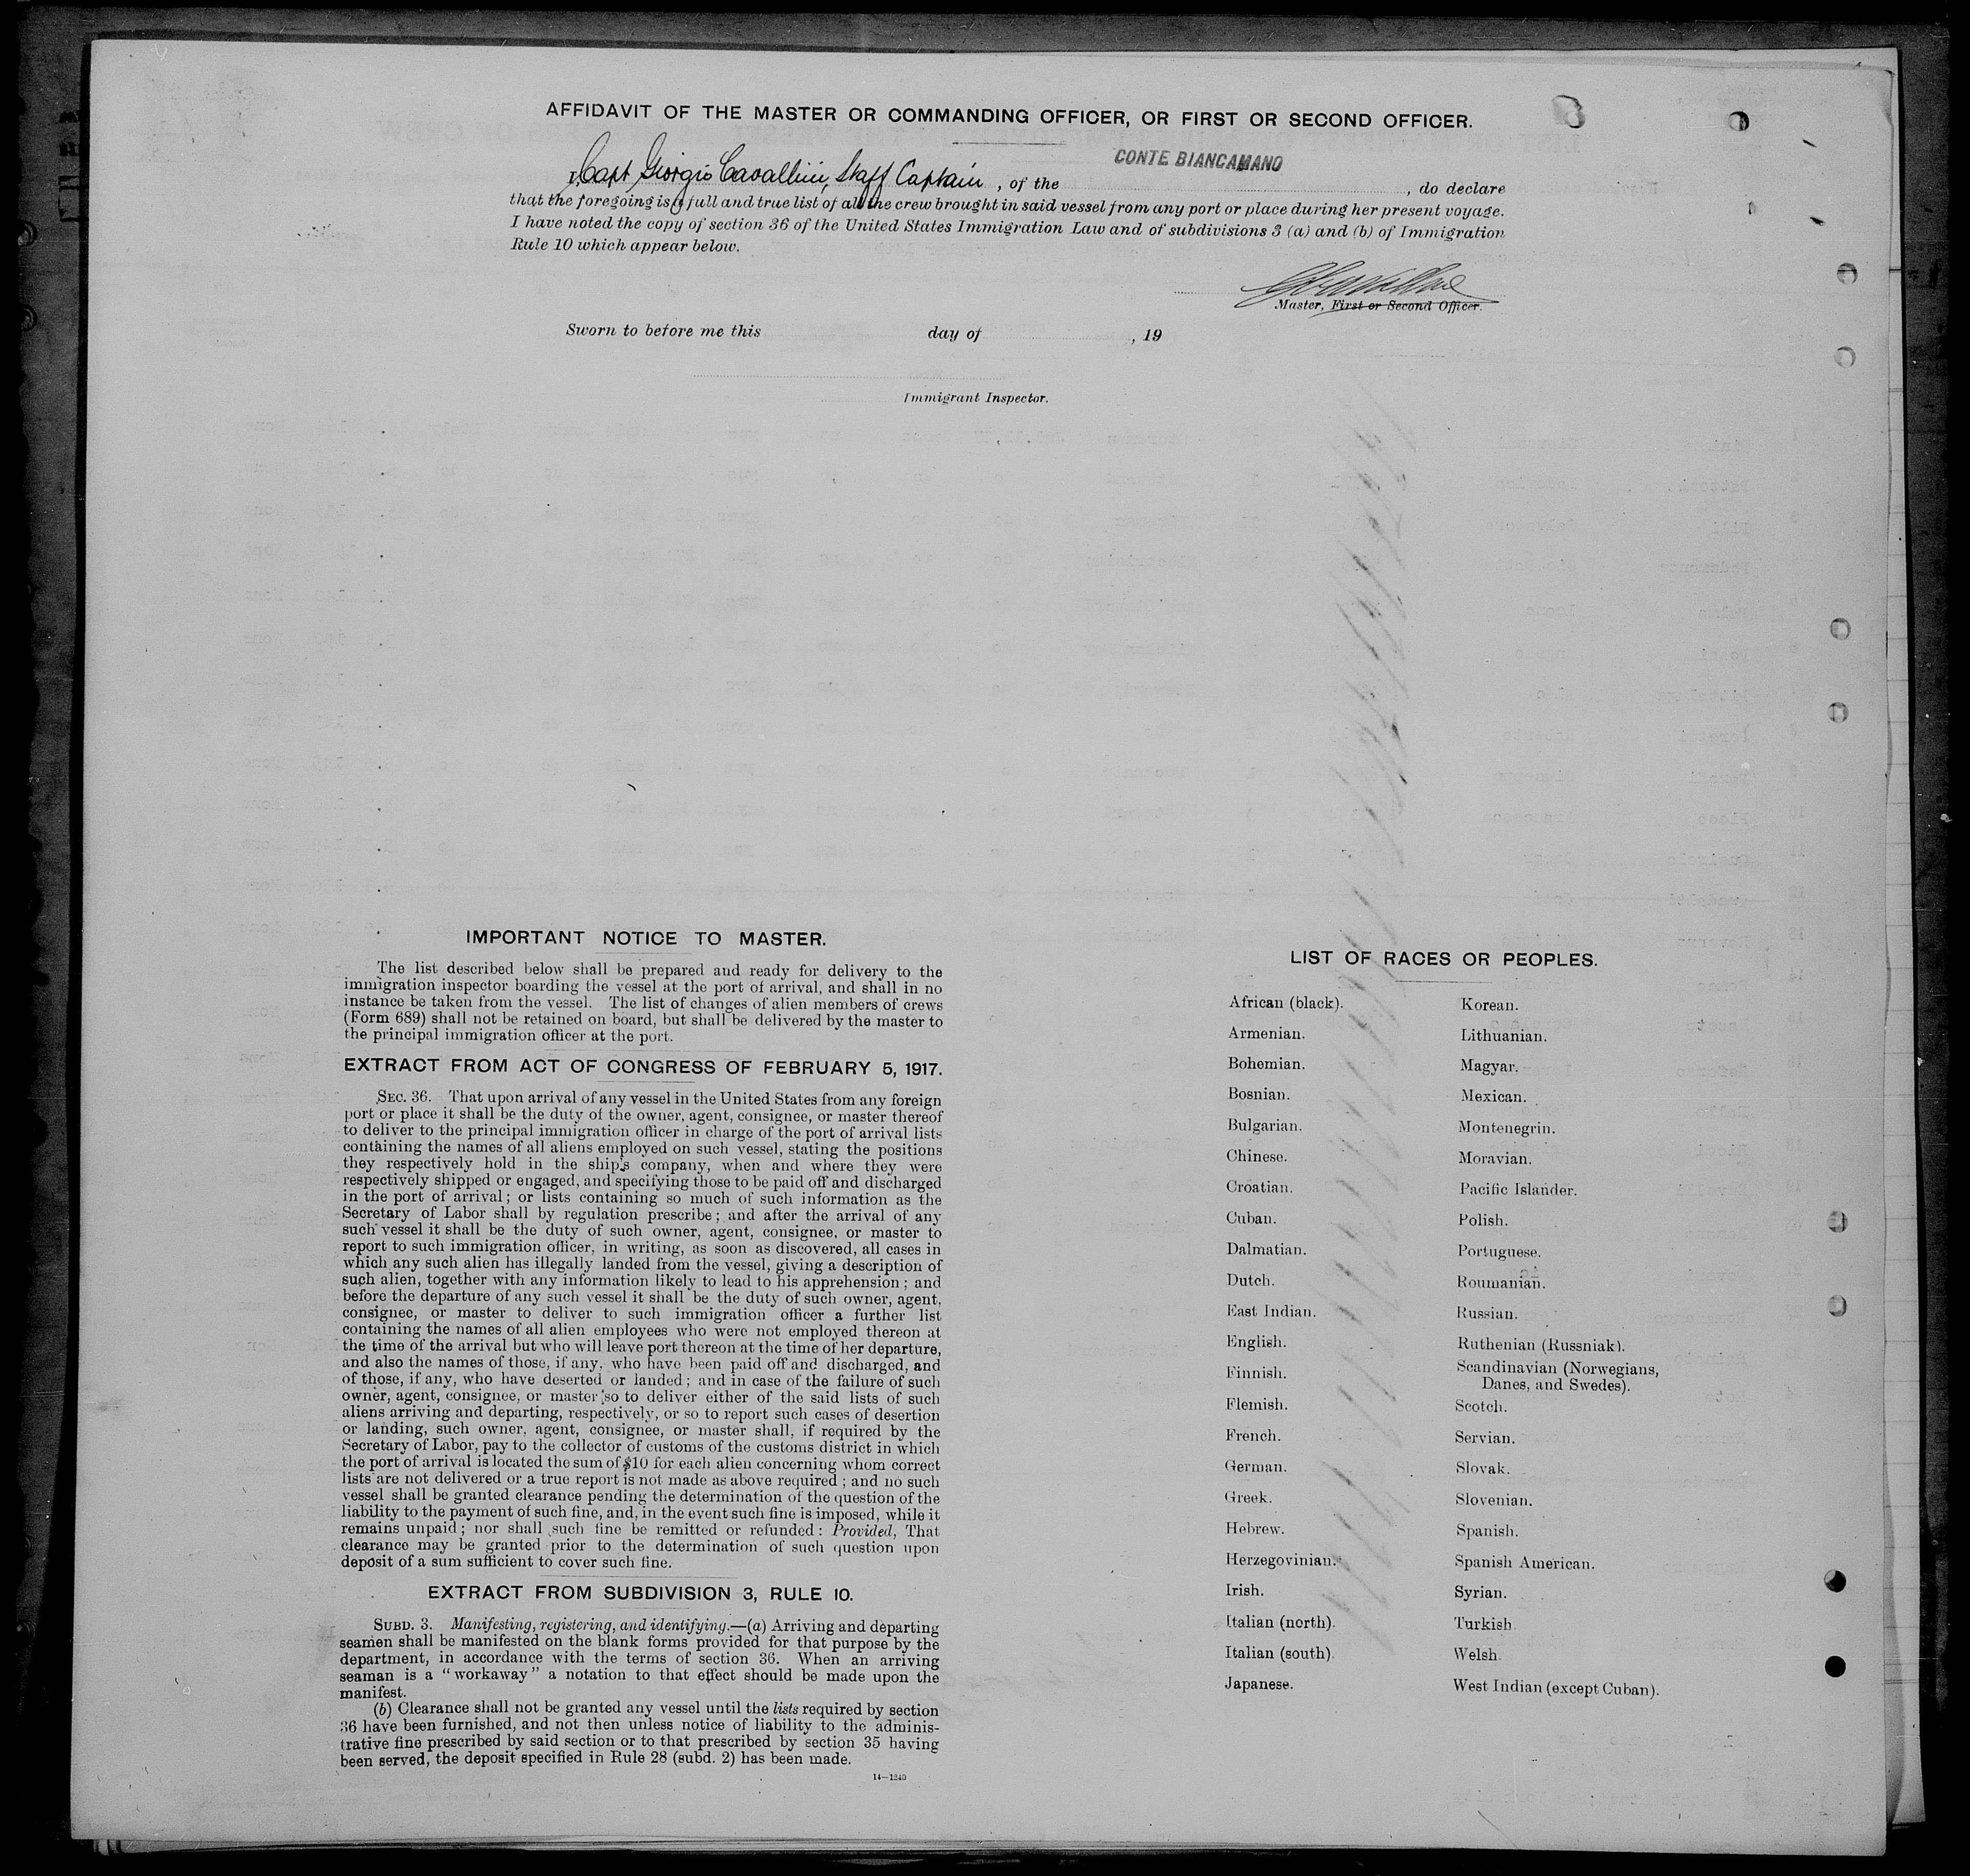 AFFIDAVIT OF THE MASTER OR COMMANDING OFFICER, OR FIRST OR SECOND OFFICER.
I, Capt Giorgio Cavallini, Staff Captain, of the CONTE BIANCAMANO, do declare
that the foregoing is a full and true list of all the crew brought in said vessel from any port or place during her present voyage.
I have noted the copy of section 36 of the United States Immigration Law and of subdivisions 3 (a) and (b) of Immigration
Rule 10 which appear below.
Master, First or Second Officer.
Sworn to before me this day of , 19
Immigrant Inspector.
IMPORTANT NOTICE TO MASTER.
The list described below shall be prepared and ready for delivery to the
immigration inspector boarding the vessel at the port of arrival, and shall in no
instance be taken from the vessel. The list of changes of alien members of crews
(Form 689) shall not be retained on board, but shall be delivered by the master to
the principal immigration officer at the port.
EXTRACT FROM ACT OF CONGRESS OF FEBRUARY 5, 1917.
SEC. 36. That upon arrival of any vessel in the United States from any foreign
port or place it shall be the duty of the owner, agent, consignee, or master thereof
to deliver to the principal immigration officer in charge of the port of arrival lists
containing the names of all aliens employed on such vessel, stating the positions
they respectively hold in the ship's company, when and where they were
respectively shipped or engaged, and specifying those to be paid off and discharged
in the port of arrival; or lists containing so much of such information as the
Secretary of Labor shall by regulation prescribe; and after the arrival of any
such vessel it shall be the duty of such owner, agent, consignee, or master to
report to such immigration officer, in writing, as soon as discovered, all cases in
which any such alien has illegally landed from the vessel, giving a description of
such alien, together with any information likely to lead to his apprehension; and
before the departure of any such vessel it shall be the duty of such owner, agent,
consignee, or master to deliver to such immigration officer a further list
containing the names of all alien employees who were not employed thereon at
the time of the arrival but who will leave port thereon at the time of her departure,
and also the names of those, if any, who have been paid off and discharged, and
of those, if any, who have deserted or landed; and in case of the failure of such
owner, agent, consignee, or master so to deliver either of the said lists of such
aliens arriving and departing, respectively, or so to report such cases of desertion
or landing, such owner, agent, consignee, or master shall, if required by the
Secretary of Labor, pay to the collector of customs of the customs district in which
the port of arrival is located the sum of $10 for each alien concerning whom correct
lists are not delivered or a true report is not made as above required; and no such
vessel shall be granted clearance pending the determination of the question of the
liability to the payment of such fine, and, in the event such fine is imposed, while it
remains unpaid; nor shall such fine be remitted or refunded: Provided, That
clearance may be granted prior to the determination of such question upon
deposit of a sum sufficient to cover such fine.
EXTRACT FROM SUBDIVISION 3, RULE 10.
SUBD. 3. Manifesting, registering, and identifying.—(a) Arriving and departing
seamen shall be manifested on the blank forms provided for that purpose by the
department, in accordance with the terms of section 36. When an arriving
seaman is a "workaway" a notation to that effect should be made upon the
manifest.
(b) Clearance shall not be granted any vessel until the lists required by section
36 have been furnished, and not then unless notice of liability to the adminis-
trative fine prescribed by said section or to that prescribed by section 35 having
been served, the deposit specified in Rule 28 (subd. 2) has been made.
14—1240
LIST OF RACES OR PEOPLES.
African (black).
Armenian.
Bohemian.
Bosnian.
Bulgarian.
Chinese.
Croatian.
Cuban.
Dalmatian.
Dutch.
East Indian.
English.
Finnish.
Flemish.
French.
German.
Greek.
Hebrew.
Herzegovinian.
Irish.
Italian (north).
Italian (south).
Japanese.
Korean.
Lithuanian.
Magyar.
Mexican.
Montenegrin.
Moravian.
Pacific Islander.
Polish.
Portuguese.
Roumanian.
Russian.
Ruthenian (Russniak).
Scandinavian (Norwegians,
Danes, and Swedes).
Scotch.
Servian.
Slovak.
Slovenian.
Spanish.
Spanish American.
Syrian.
Turkish.
Welsh.
West Indian (except Cuban).